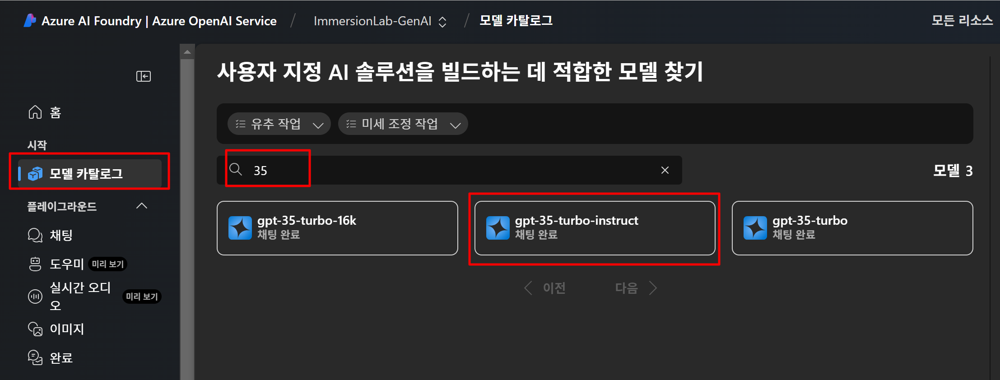 Azure AI Foundry | Azure OpenAI Service / ImmersionLab-GenAI / 모델 카탈로그
모든 리소스
홈
시작
모델 카탈로그
플레이그라운드
채팅
도우미 미리 보기
실시간 오디
오
미리 보기
이미지
완료
사용자 지정 AI 솔루션을 빌드하는 데 적합한 모델 찾기
유추 작업 미세 조정 작업
35
모델 3
gpt-35-turbo-16k
채팅 완료
gpt-35-turbo-instruct
채팅 완료
gpt-35-turbo
채팅 완료
이전 다음